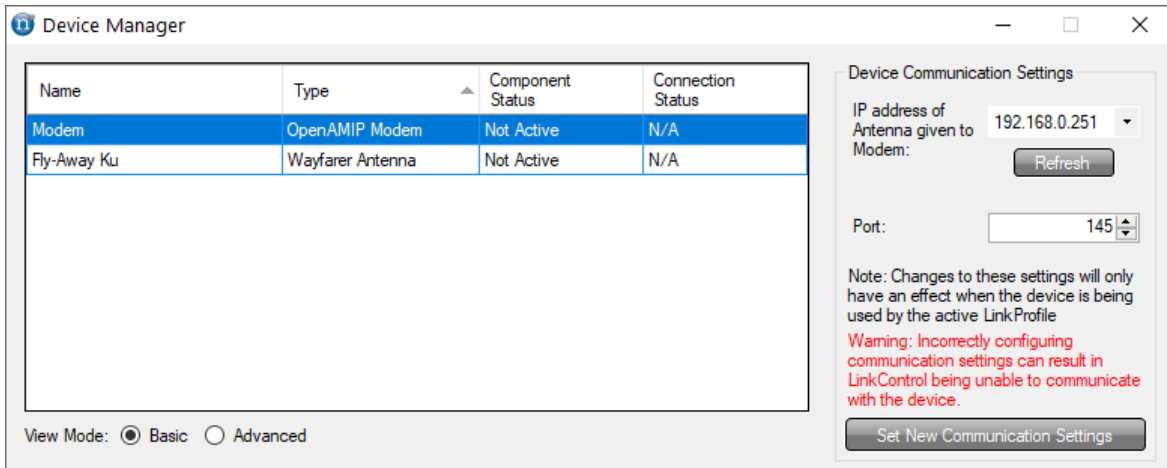 Device Manager
Name
Type
Component
Status
Connection
Status
Modem
OpenAMIP Modem
Not Active
N/A
Fly-Away Ku
Wayfarer Antenna
Not Active
N/A
View Mode:
Basic
Advanced
Device Communication Settings
IP address of
Antenna given to
Modem:
192.168.0.251
Refresh
Port:
145
Note: Changes to these settings will only
have an effect when the device is being
used by the active LinkProfile
Warning: Incorrectly configuring
communication settings can result in
LinkControl being unable to communicate
with the device.
Set New Communication Settings